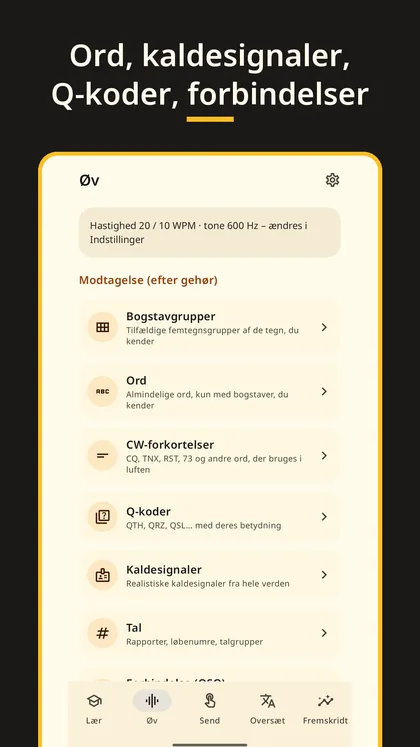 Ord, kaldesignaler,
Q-koder, forbindelser
Øv
Hastighed 20 / 10 WPM · tone 600 Hz – ændres i
Indstillinger
Modtagelse (efter gehør)
Bogstavgrupper
Tilfældige femtegnsgrupper af de tegn, du
kender
ABC
Ord
Almindelige ord, kun med bogstaver, du
kender
CW-forkortelser
CQ, TNX, RST, 73 og andre ord, der bruges i
luften
Q-koder
QTH, QRZ, QSL… med deres betydning
Kaldesignaler
Realistiske kaldesignaler fra hele verden
Tal
Rapporter, løbenumre, talgrupper
Forbindelse (QSO)
Lær
Øv
Send
Oversæt
Fremskridt